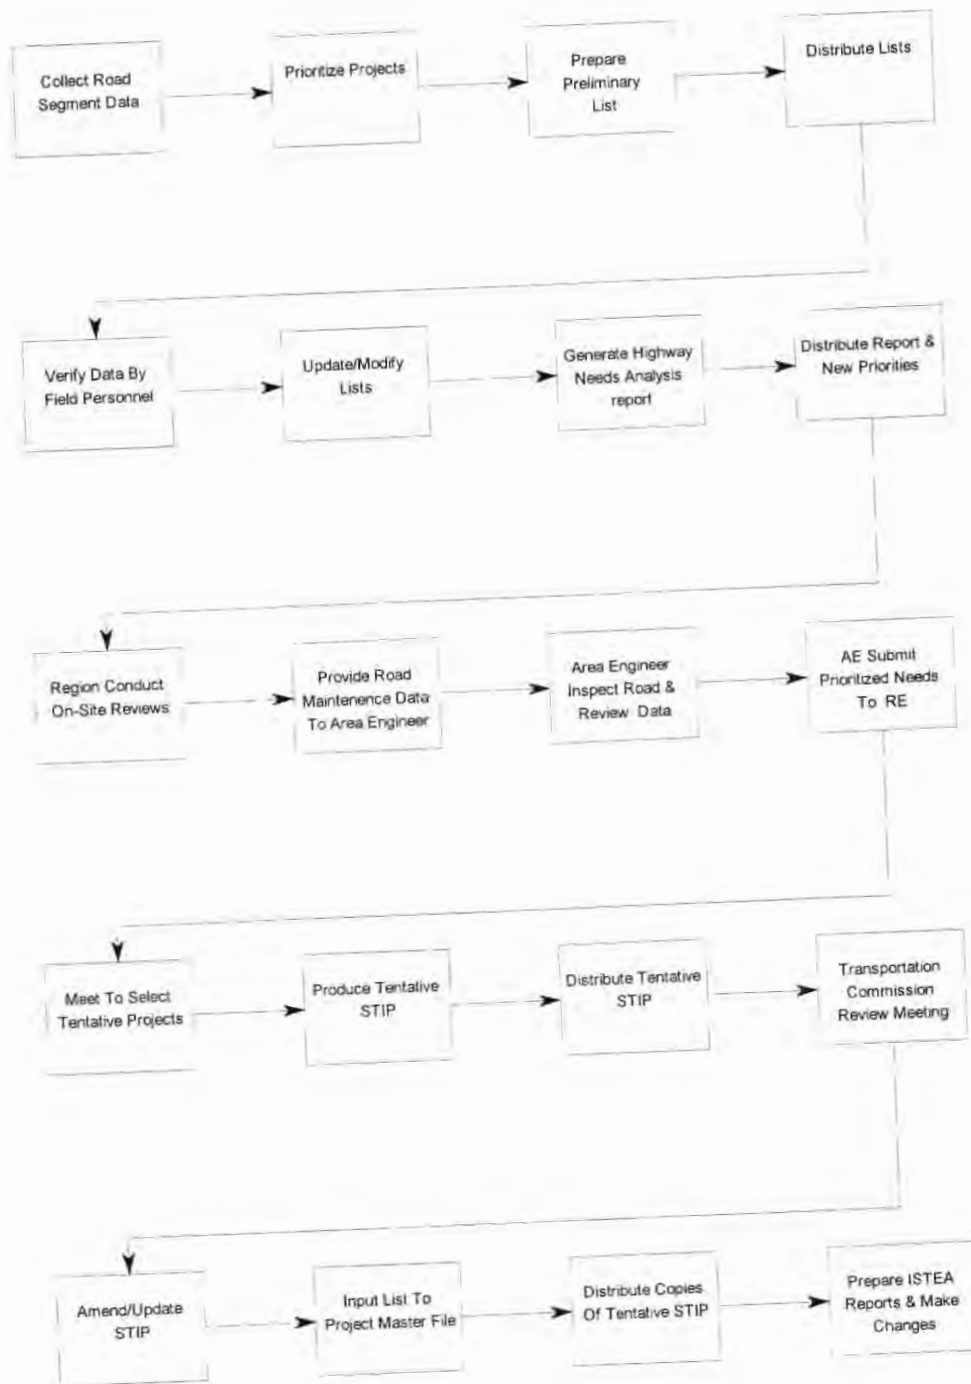 Collect Road
Segment Data
Prioritize Projects
Prepare
Preliminary
List
Distribute Lists
Verify Data By
Field Personnel
Update/Modify
Lists
Generate Highway
Needs Analysis
report
Distribute Report &
New Priorities
Region Conduct
On-Site Reviews
Provide Road
Maintenence Data
To Area Engineer
Area Engineer
Inspect Road &
Review Data
AE Submit
Prioritized Needs
To RE
Meet To Select
Tentative Projects
Produce Tentative
STIP
Distribute Tentative
STIP
Transportation
Commission
Review Meeting
Amend/Update
STIP
Input List To
Project Master File
Distribute Copies
Of Tentative STIP
Prepare ISTEA
Reports & Make
Changes